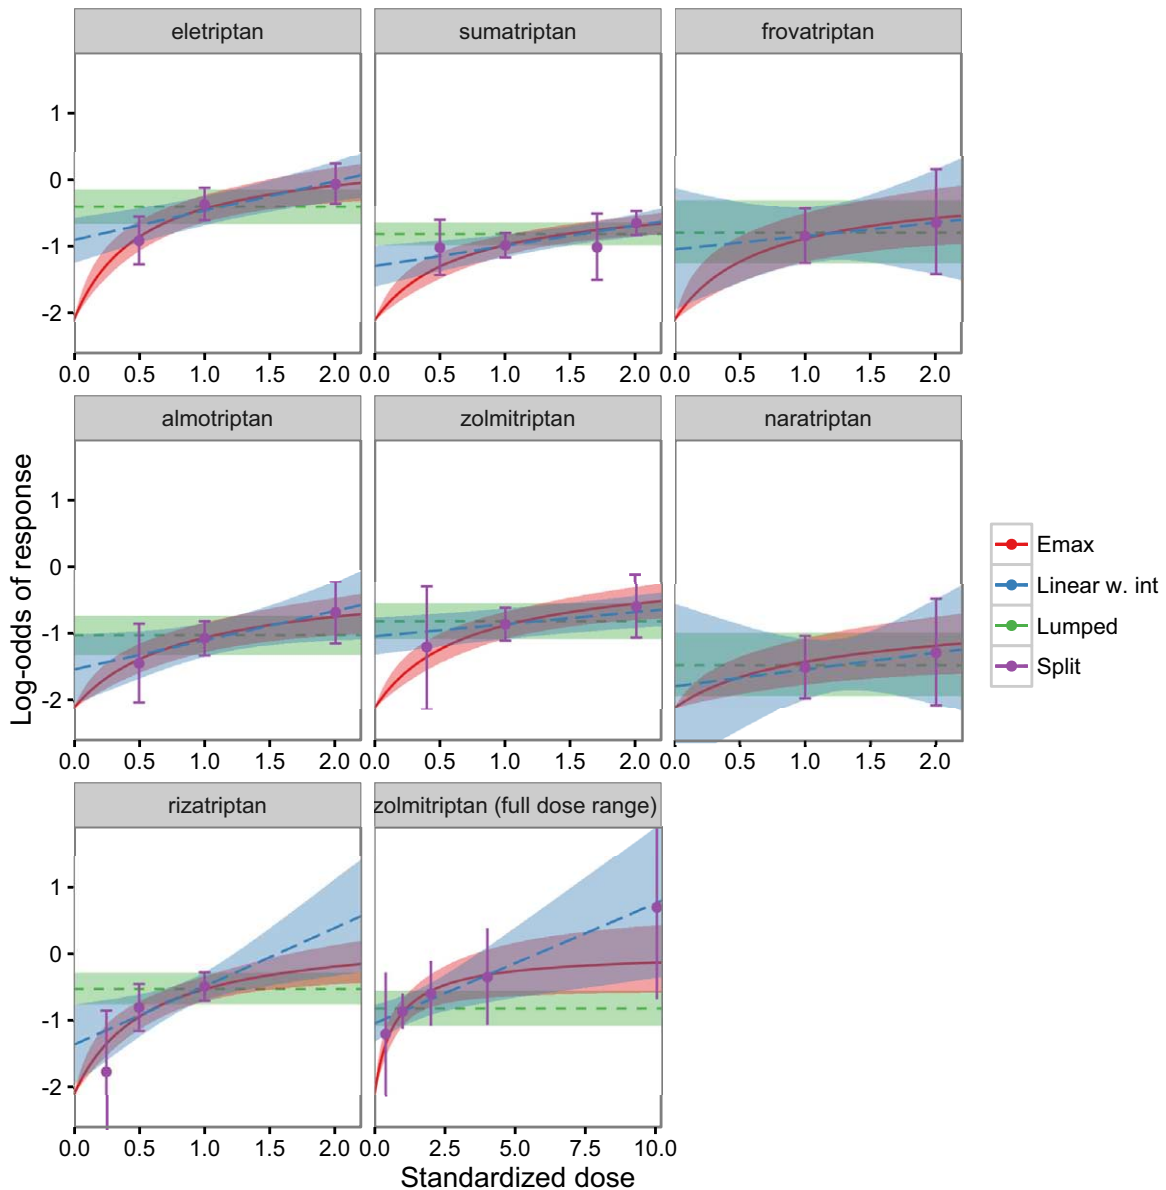 eletriptan sumatriptan frovatriptan
1
0
-1
-2
0.0 0.5 1.0 1.5 2.0 0.0 0.5 1.0 1.5 2.0 0.0 0.5 1.0 1.5 2.0
almotriptan zolmitriptan naratriptan
1
0
-1
-2
0.0 0.5 1.0 1.5 2.0 0.0 0.5 1.0 1.5 2.0 0.0 0.5 1.0 1.5 2.0
rizatriptan zolmitriptan (full dose range)
1
0
-1
-2
0.0 0.5 1.0 1.5 2.0 0.0 2.5 5.0 7.5 10.0
Standardized dose
Log-odds of response
Emax
Linear w. int
Lumped
Split